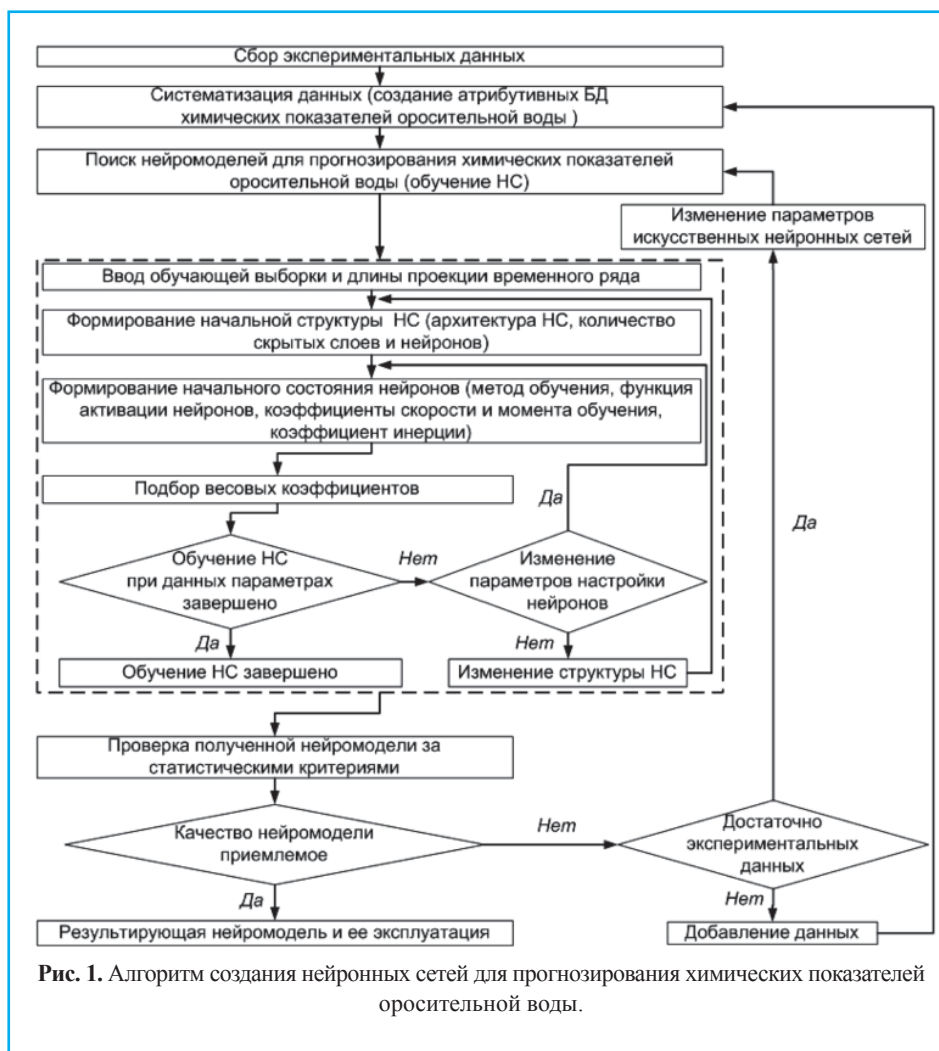 Сбор экспериментальных данных
Систематизация данных (создание атрибутивных БД
химических показателей оросительной воды )
Поиск нейромоделей для прогнозирования химических показателей
оросительной воды (обучение НС)
Изменение параметров
искусственных нейронных сетей
Ввод обучающей выборки и длины проекции временного ряда
Формирование начальной структуры НС (архитектура НС, количество
скрытых слоев и нейронов)
Формирование начального состояния нейронов (метод обучения, функция
активации нейронов, коэффициенты скорости и момента обучения,
коэффициент инерции)
Подбор весовых коэффициентов
Да
Да
Обучение НС
при данных параметрах
завершено
Нет
Изменение
параметров настройки
нейронов
Да
Нет
Обучение НС завершено
Изменение структуры НС
Проверка полученной нейромодели за
статистическими критериями
Качество нейромодели
приемлемое
Нет
Достаточно
экспериментальных
данных
Да
Нет
Результирующая нейромодель и ее эксплуатация
Добавление данных
Рис. 1. Алгоритм создания нейронных сетей для прогнозирования химических показателей
оросительной воды.